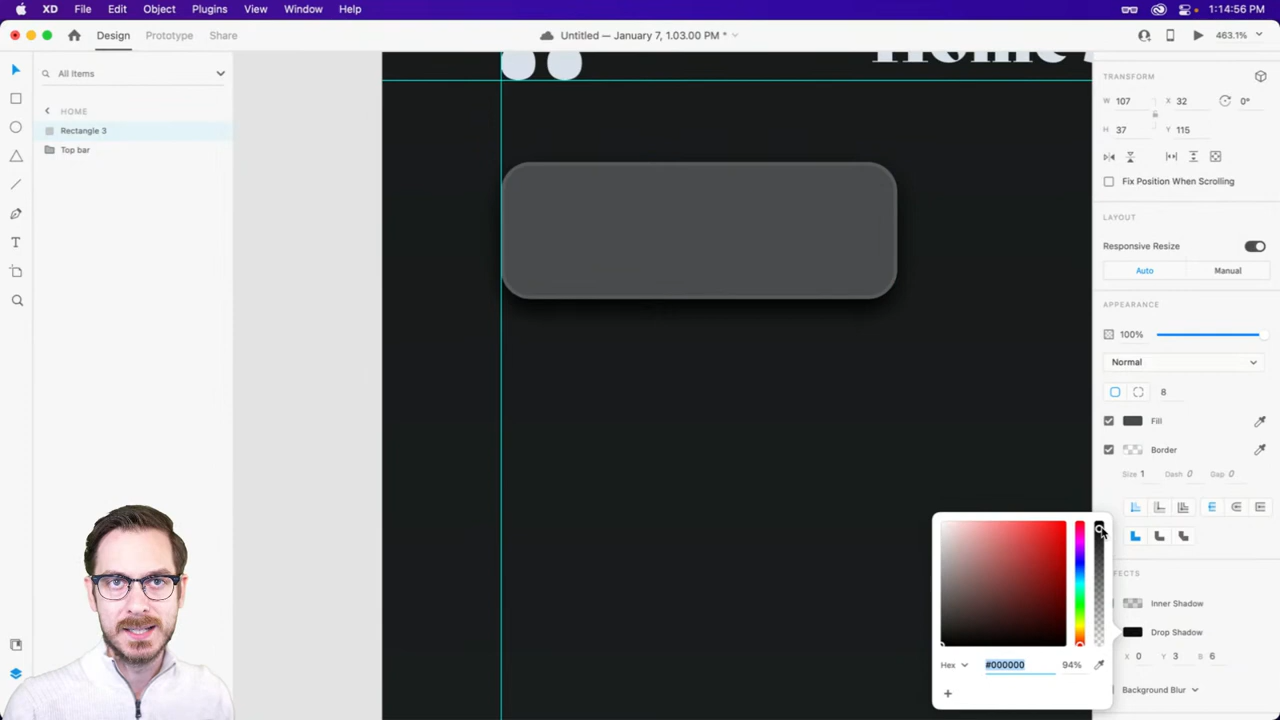 XD File Edit Object Plugins View Window Help 1:14:56 PM
Design Prototype Share Untitled — January 7, 1.03.00 PM * 463.1%
All Items
HOME
Rectangle 3
Top bar
TRANSFORM
W 107 X 32 0°
H 37 Y 115
Fix Position When Scrolling
LAYOUT
Responsive Resize
Auto Manual
APPEARANCE
100%
Normal
8
Fill
Border
Size 1 Dash 0 Gap 0
FECTS
Inner Shadow
Drop Shadow
X 0 Y 3 B 6
Background Blur
Hex #000000 94%